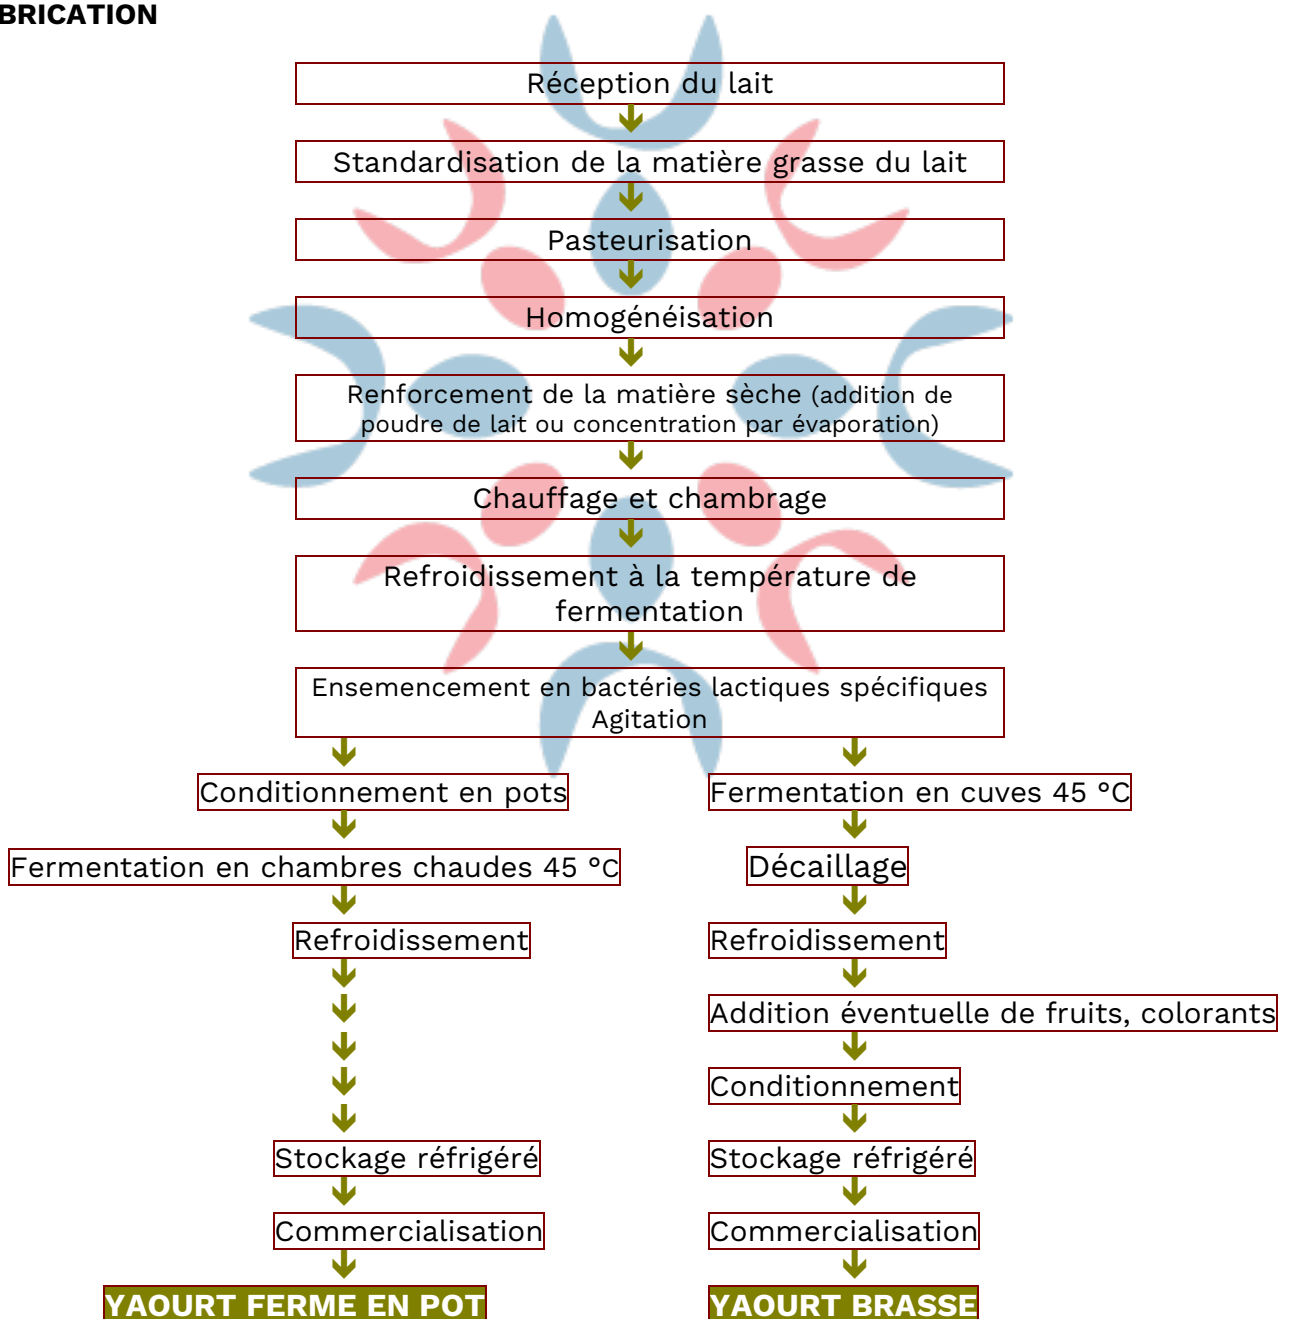 BRICATION
Réception du lait
Standardisation de la matière grasse du lait
Pasteurisation
Homogénéisation
Renforcement de la matière sèche (addition de
poudre de lait ou concentration par évaporation)
Chauffage et chambrage
Refroidissement à la température de
fermentation
Ensemencement en bactéries lactiques spécifiques
Agitation
Conditionnement en pots
Fermentation en chambres chaudes 45 °C
Refroidissement
Stockage réfrigéré
Commercialisation
YAOURT FERME EN POT
Fermentation en cuves 45 °C
Décaillage
Refroidissement
Addition éventuelle de fruits, colorants
Conditionnement
Stockage réfrigéré
Commercialisation
YAOURT BRASSE